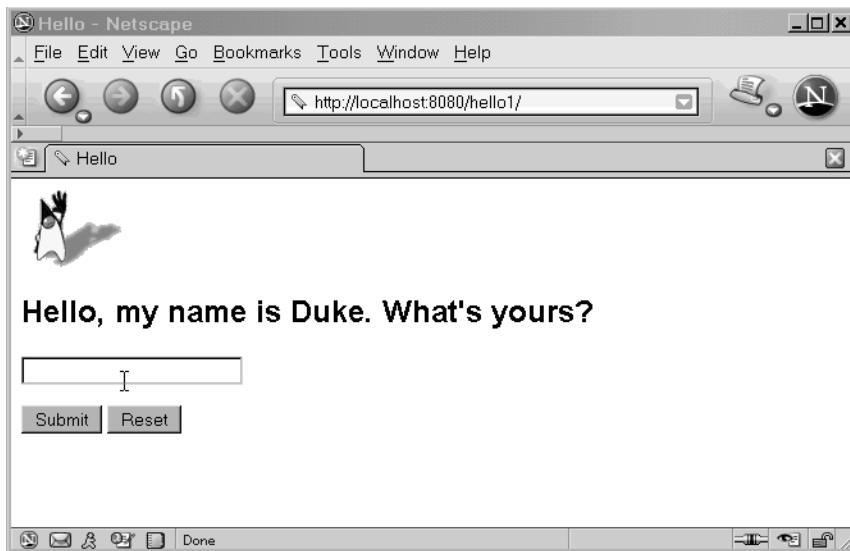 Hello - Netscape
File Edit View Go Bookmarks Tools Window Help
http://localhost:8080/hello1/
N
Hello
Hello, my name is Duke. What's yours?
Submit Reset
Done